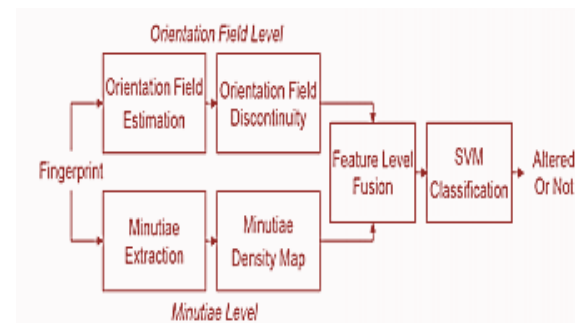 Orientation Field Level
Orientation Field
Estimation
Orientation Field
Discontinuity
Fingerprint
Feature Level
Fusion
SVM
Classification
Altered
Or Not
Minutiae
Extraction
Minutiae
Density Map
Minutiae Level